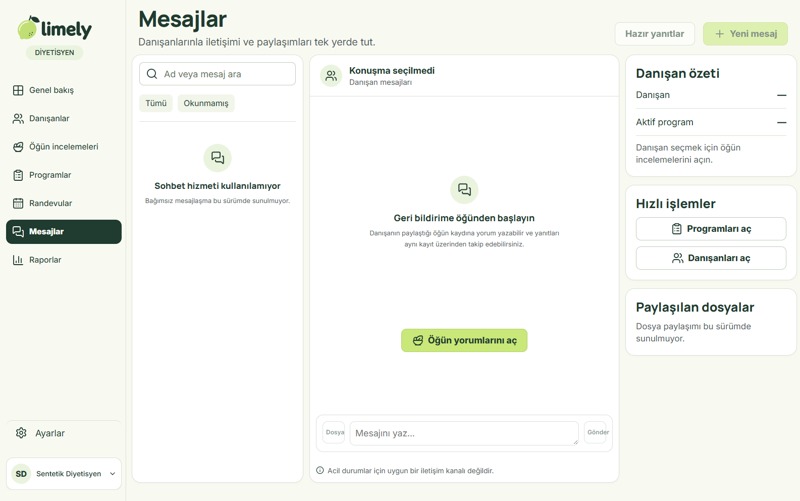 limely
DİYETİSYEN
Genel bakış
Danışanlar
Öğün incelemeleri
Programlar
Randevular
Mesajlar
Raporlar
Ayarlar
SD Sentetik Diyetisyen
Mesajlar
Danışanlarınla iletişimi ve paylaşımları tek yerde tut.
Hazır yanıtlar
Yeni mesaj
Ad veya mesaj ara
Tümü Okunmamış
Sohbet hizmeti kullanılamıyor
Bağımsız mesajlaşma bu sürümde sunulmuyor.
Konuşma seçilmedi
Danışan mesajları
Geri bildirime öğünden başlayın
Danışanın paylaştığı öğün kaydına yorum yazabilir ve yanıtları
aynı kayıt üzerinden takip edebilirsiniz.
Öğün yorumlarını aç
Dosya
Mesajını yaz...
Gönder
Acil durumlar için uygun bir iletişim kanalı değildir.
Danışan özeti
Danışan —
Aktif program —
Danışan seçmek için öğün
incelemelerini açın.
Hızlı işlemler
Programları aç
Danışanları aç
Paylaşılan dosyalar
Dosya paylaşımı bu sürümde
sunulmuyor.